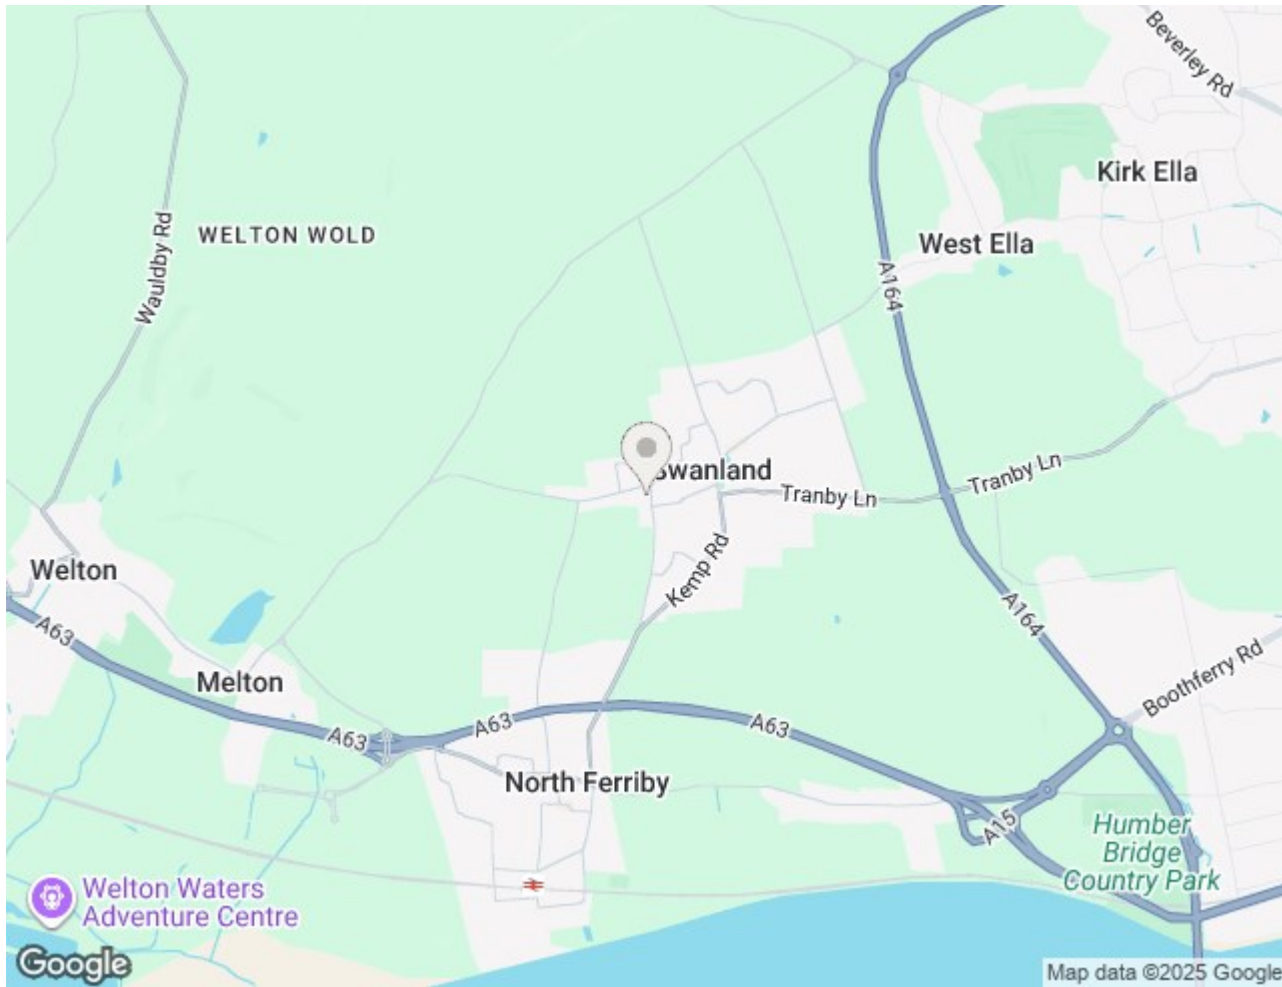 Beverley Rd
Kirk Ella
WELTON WOLD
West Ella
Wauldby Rd
A164
Swanland
Tranby Ln
Tranby Ln
Kemp Rd
Welton
A63
A164
Melton
Boothferry Rd
A63
A63
A63
North Ferriby
A15
Humber
Bridge
Country Park
Welton Waters
Adventure Centre
Google
Map data ©2025 Google